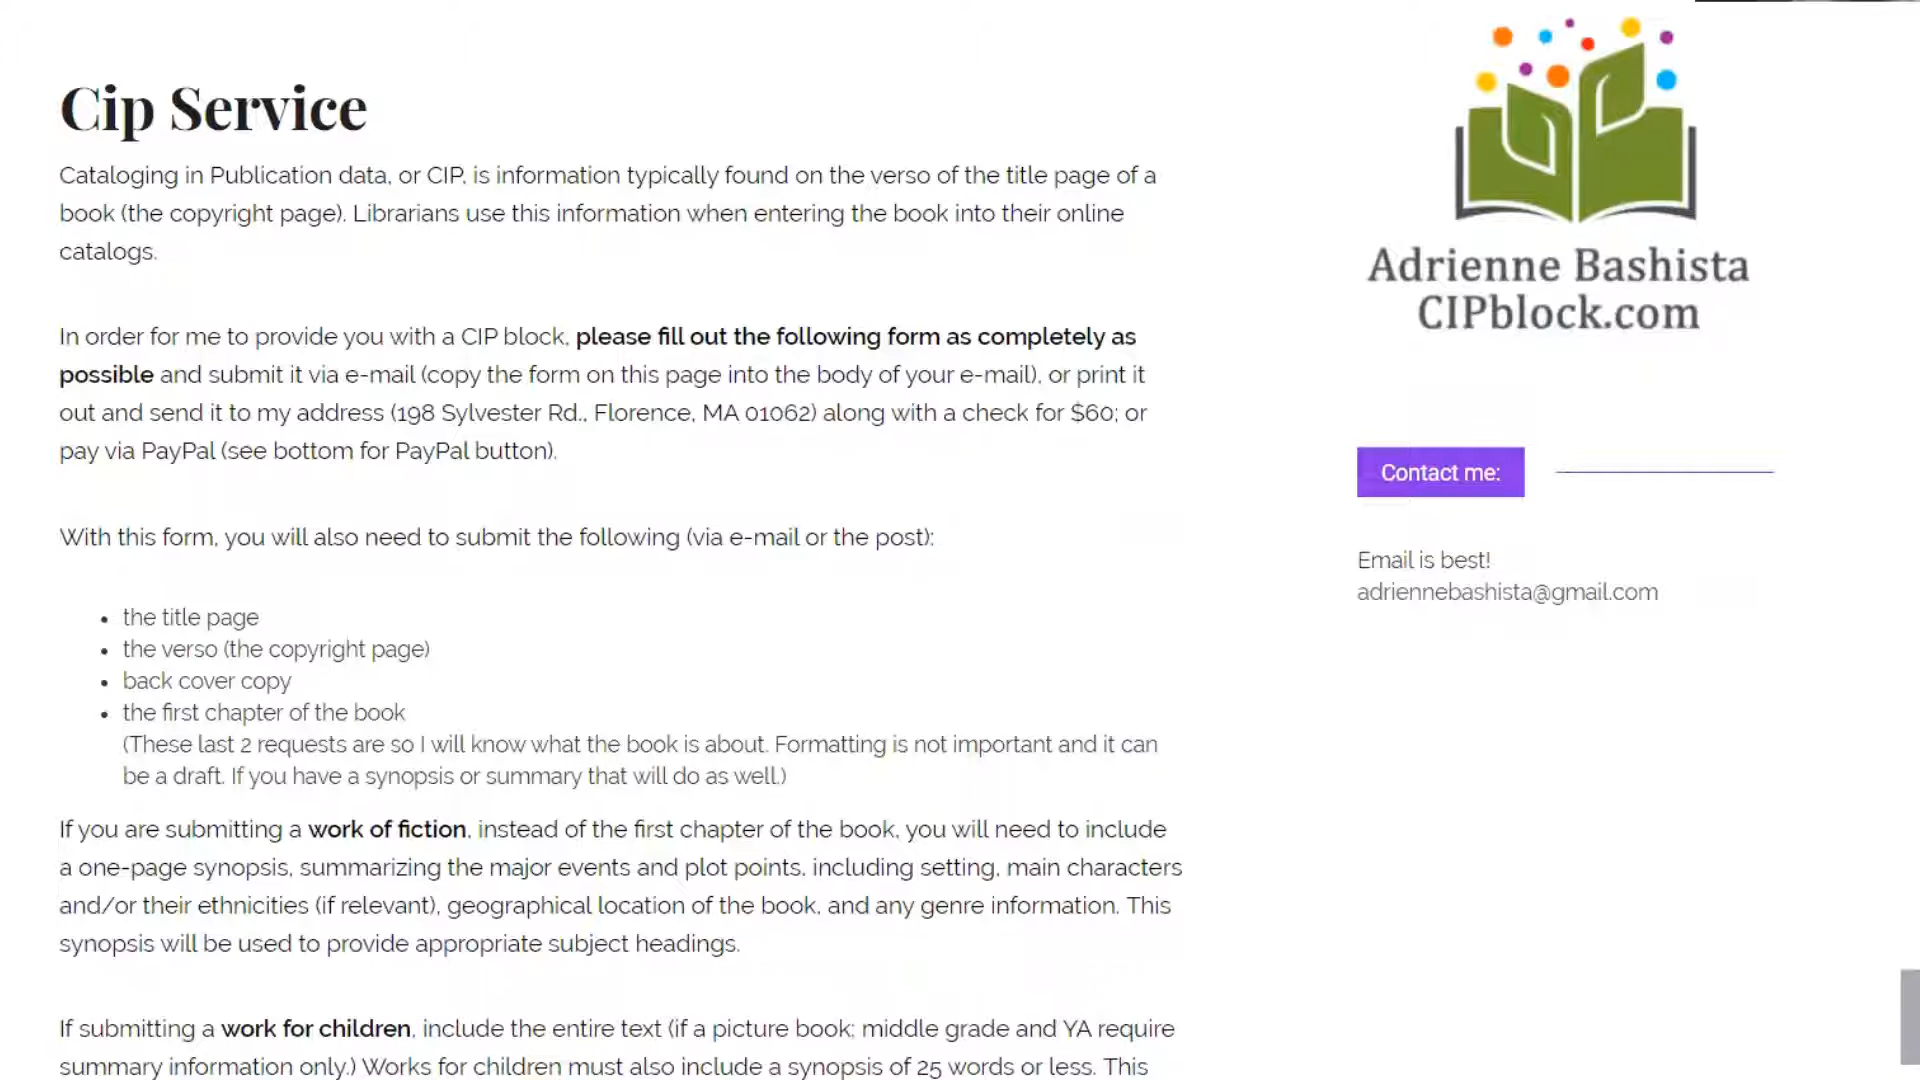 Cip Service
Cataloging in Publication data, or CIP, is information typically found on the verso of the title page of a
book (the copyright page). Librarians use this information when entering the book into their online
catalogs.
In order for me to provide you with a CIP block, please fill out the following form as completely as
possible and submit it via e-mail (copy the form on this page into the body of your e-mail), or print it
out and send it to my address (198 Sylvester Rd., Florence, MA 01062) along with a check for $60; or
pay via PayPal (see bottom for PayPal button).
With this form, you will also need to submit the following (via e-mail or the post):
• the title page
• the verso (the copyright page)
• back cover copy
• the first chapter of the book
(These last 2 requests are so I will know what the book is about. Formatting is not important and it can
be a draft. If you have a synopsis or summary that will do as well.)
If you are submitting a work of fiction, instead of the first chapter of the book, you will need to include
a one-page synopsis, summarizing the major events and plot points, including setting, main characters
and/or their ethnicities (if relevant), geographical location of the book, and any genre information. This
synopsis will be used to provide appropriate subject headings.
If submitting a work for children, include the entire text (if a picture book; middle grade and YA require
summary information only.) Works for children must also include a synopsis of 25 words or less. This
Adrienne Bashista
CIPblock.com
Contact me:
Email is best!
adriennebashista@gmail.com